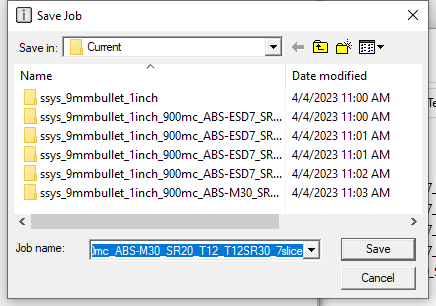 Save Job
Save in: Current
Name Date modified
ssys_9mmbullet_1inch 4/4/2023 11:00 AM
ssys_9mmbullet_1inch_900mc_ABS-ESD7_SR... 4/4/2023 11:00 AM
ssys_9mmbullet_1inch_900mc_ABS-ESD7_SR... 4/4/2023 11:01 AM
ssys_9mmbullet_1inch_900mc_ABS-ESD7_SR... 4/4/2023 11:01 AM
ssys_9mmbullet_1inch_900mc_ABS-ESD7_SR... 4/4/2023 11:02 AM
ssys_9mmbullet_1inch_900mc_ABS-M30_SR... 4/4/2023 11:03 AM
Job name: mc_ABS-M30_SR20_T12_T12SR30_7slice Save
Cancel